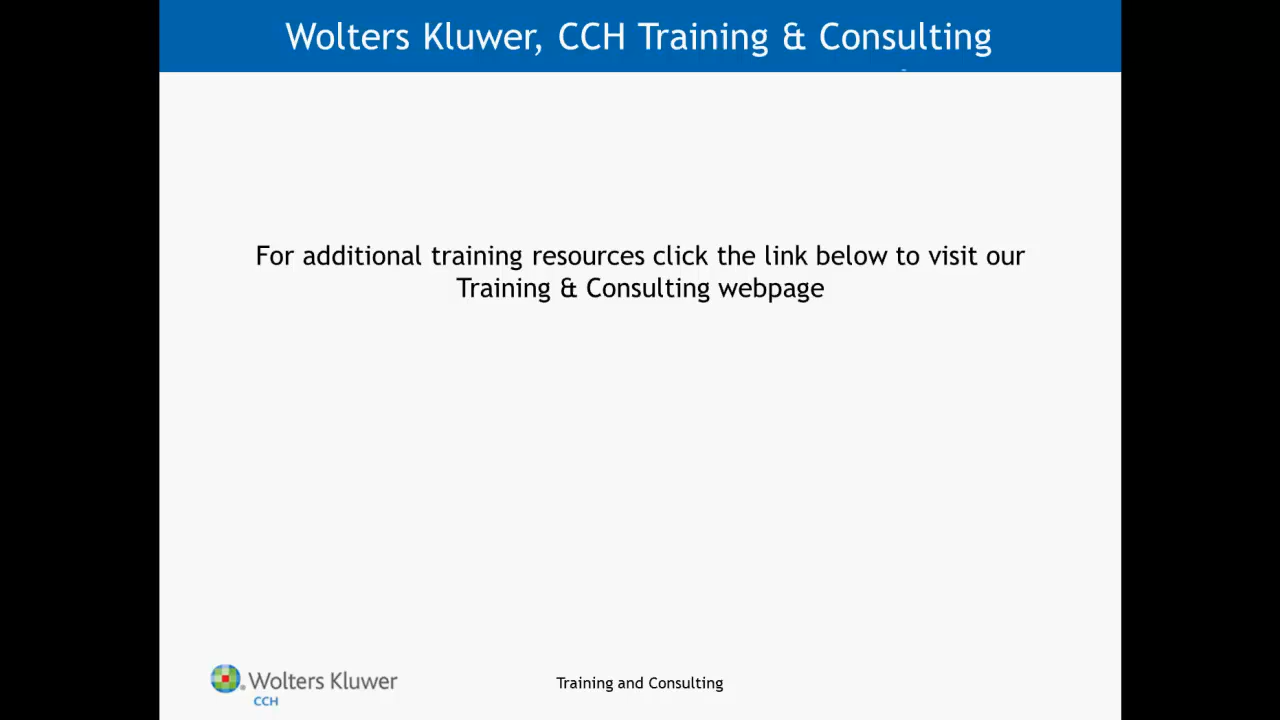 Wolters Kluwer, CCH Training & Consulting
For additional training resources click the link below to visit our
Training & Consulting webpage
Wolters Kluwer
CCH
Training and Consulting